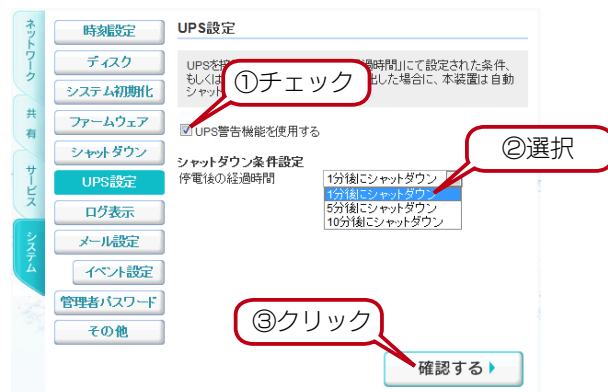 ネットワーク
共有
サービス
システム
時刻設定
ディスク
システム初期化
ファームウェア
シャットダウン
UPS設定
ログ表示
メール設定
イベント設定
管理者パスワード
その他
UPS設定
UPSを
過時間」にて設定された条件、
もしくは
出した場合に、本装置は自動
シャット
①チェック
UPS警告機能を使用する
②選択
シャットダウン条件設定
停電後の経過時間
1分後にシャットダウン
1分後にシャットダウン
5分後にシャットダウン
10分後にシャットダウン
③クリック
確認する